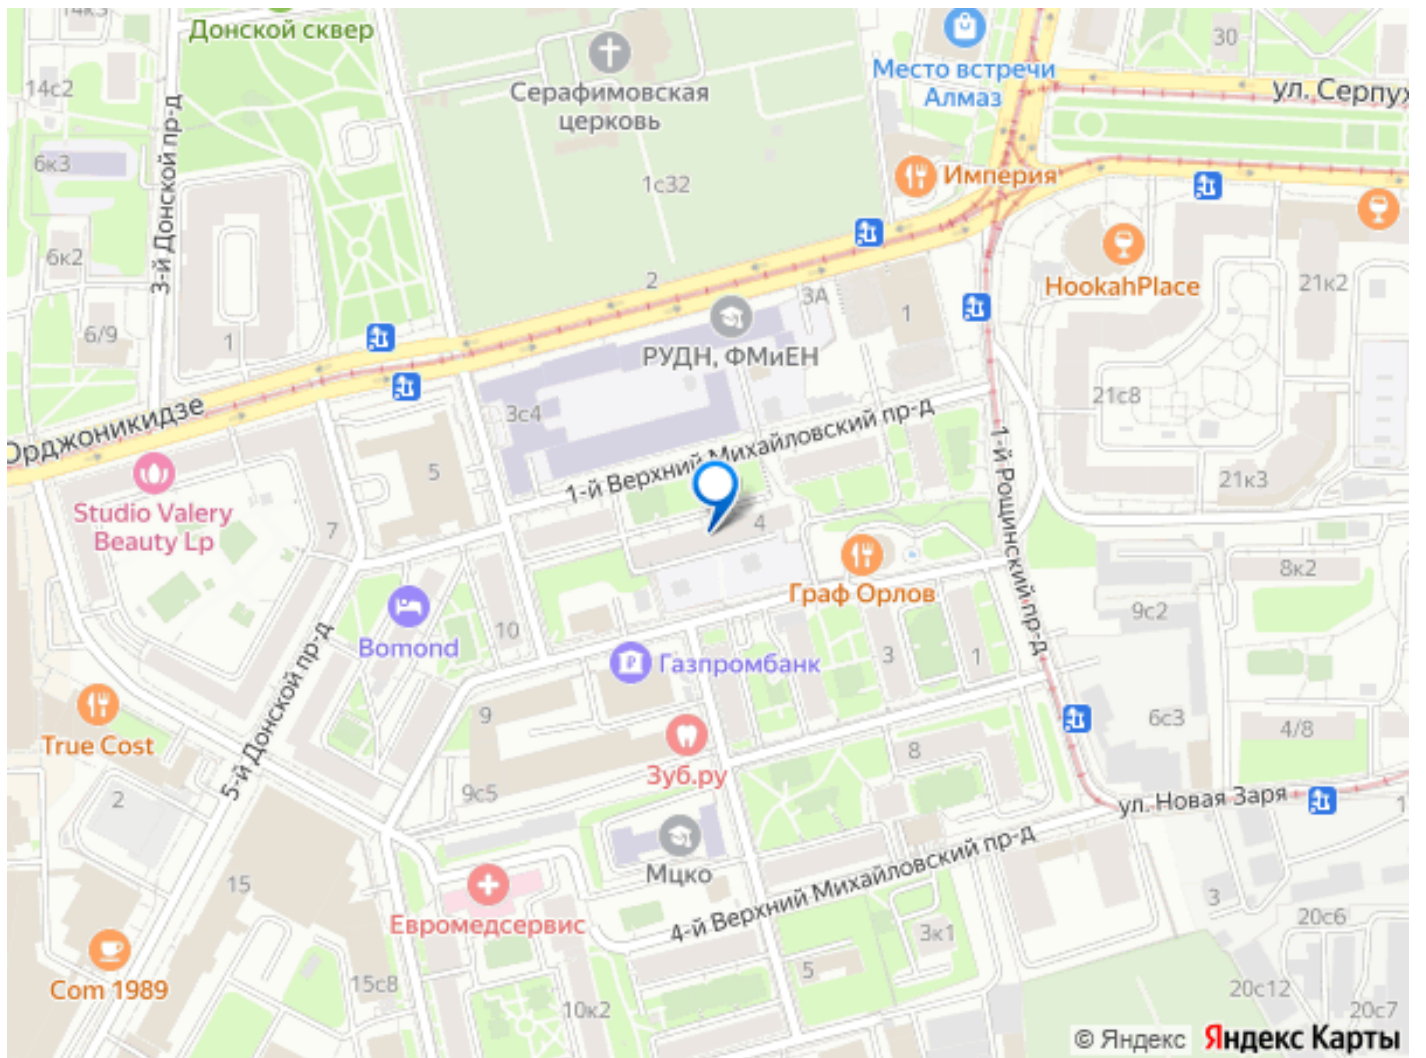 14к3
Донской сквер
14с2
3-й Донской пр-д
6к3
6к2
6/9
1
Серафимовская
церковь
1с32
Место встречи
Алмаз
30
ул. Серпух
Империя
HookahPlace
21к2
2
3А
1
РУДН, ФМиЕН
3с4
Орджоникидзе
5
1-й Верхний Михайловский пр-д
21с8
21к3
1-й Рощинский пр-д
Studio Valery
Beauty Lp
7
4
Граф Орлов
8к2
9с2
Bomond
10
Газпромбанк
3
1
5-й Донской пр-д
True Cost
9
6с3
4/8
Зуб.ру
8
9с5
2
ул. Новая Заря
1
Мцко
4-й Верхний Михайловский пр-д
15
Евромедсервис
3
20с6
3к1
Com 1989
15с8
5
10к2
20с12
20с7
© Яндекс Яндекс Карты